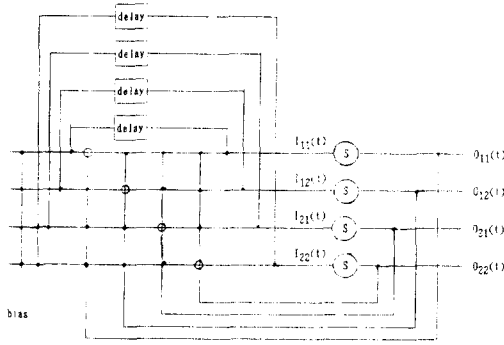 delay
delay
delay
delay
I11(t) S O11(t)
I12(t) S O12(t)
I21(t) S O21(t)
I22(t) S O22(t)
bias